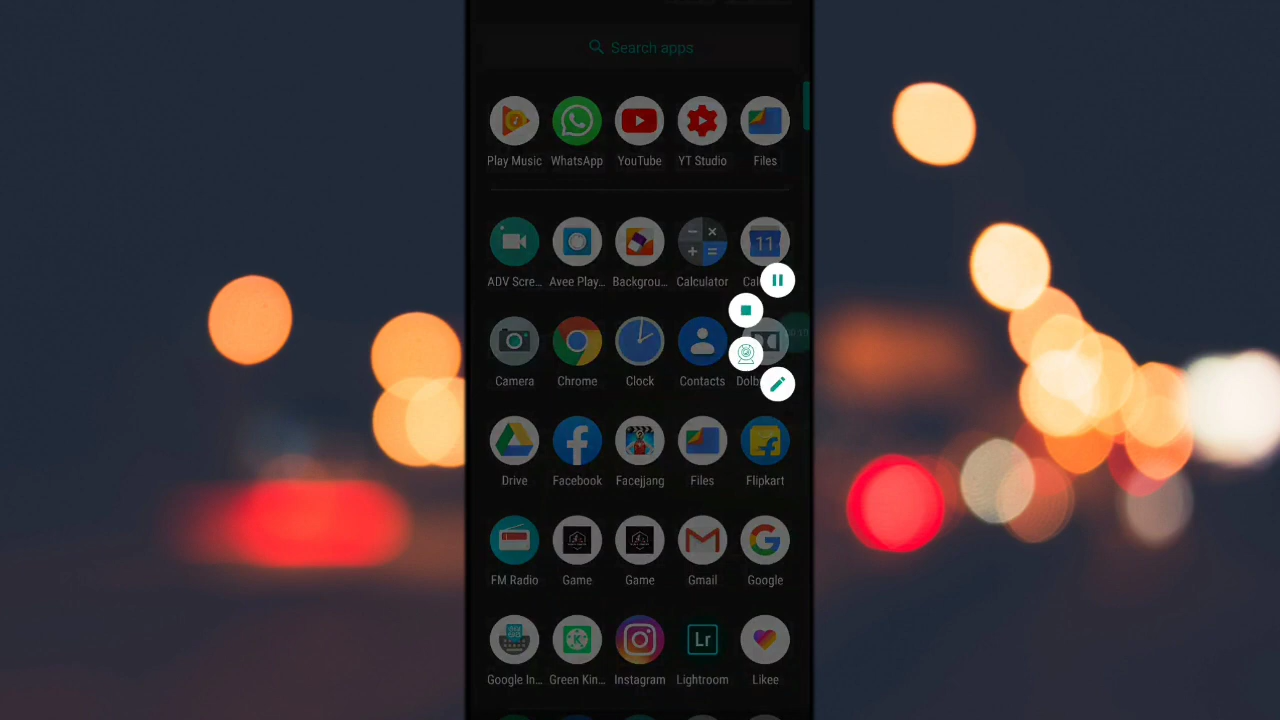 Search apps
Play Music WhatsApp YouTube YT Studio Files
11
ADV Scre... Avee Play... Backgrou... Calculator
Camera Chrome Clock Contacts
Drive Facebook Facejjang Files Flipkart
FM Radio Game Game Gmail Google
Lr
Google In... Green Kin... Instagram Lightroom Likee